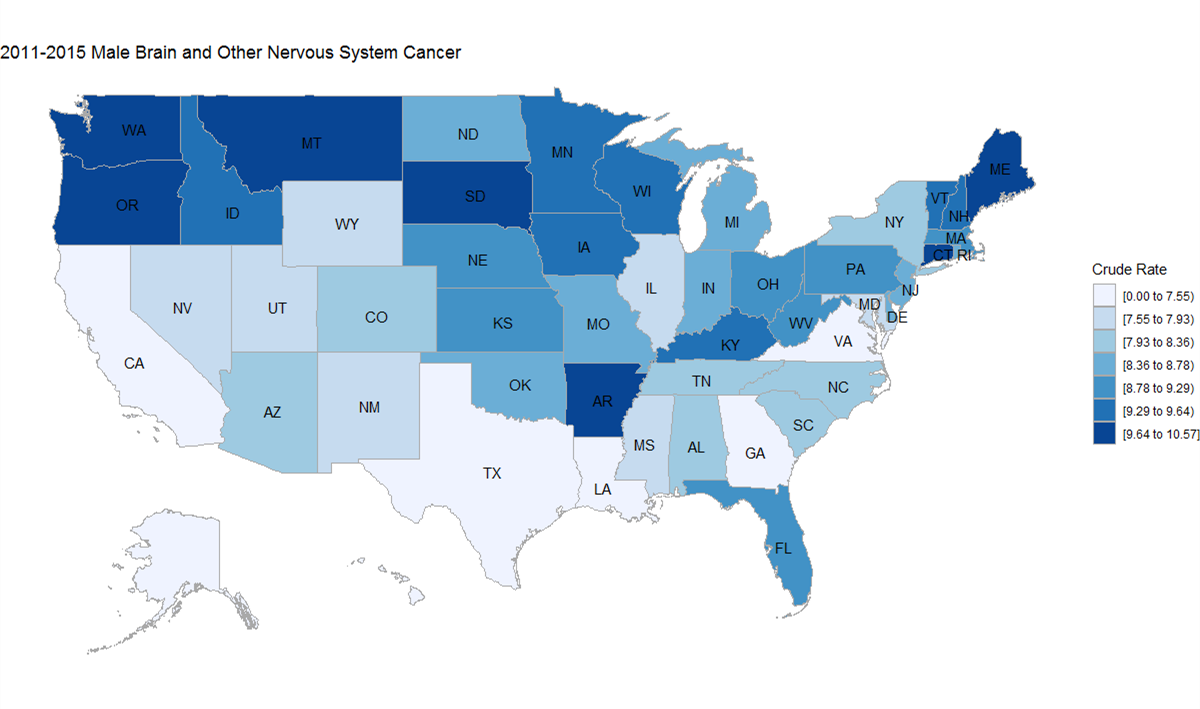 2011-2015 Male Brain and Other Nervous System Cancer
WA
MT
ND
MN
ME
OR
ID
SD
WI
VT
NH
WY
MI
NY
MA
IA
CT
RI
NE
PA
NV
UT
IL
IN
OH
NJ
CO
KS
MO
WV
MD
DE
CA
KY
VA
AZ
NM
OK
AR
TN
NC
SC
MS
AL
GA
TX
LA
FL
Crude Rate
[0.00 to 7.55)
[7.55 to 7.93)
[7.93 to 8.36)
[8.36 to 8.78)
[8.78 to 9.29)
[9.29 to 9.64)
[9.64 to 10.57]